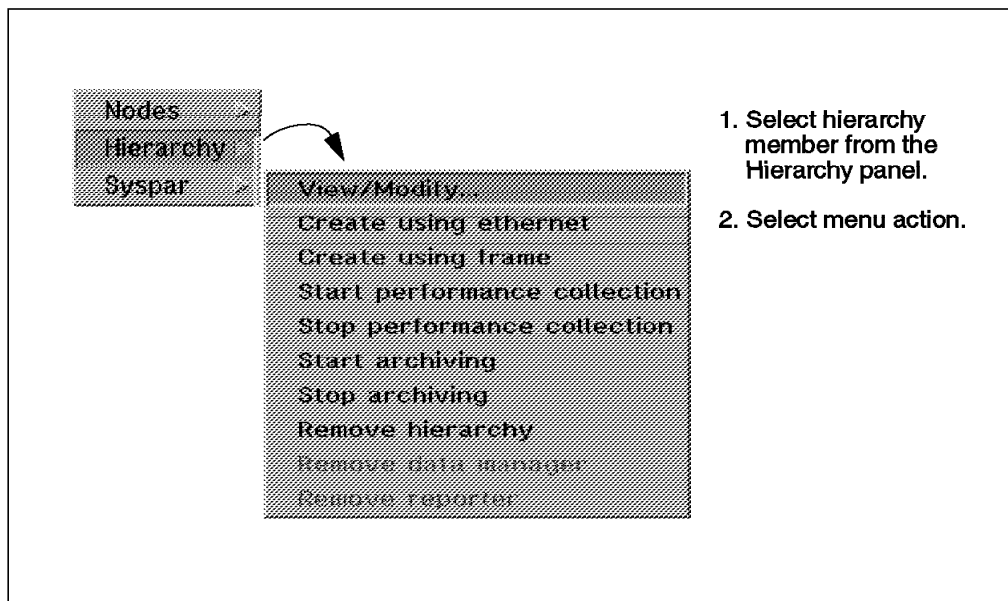 Nodes
Hierarchy
Syspar
View/Modify...
Create using ethernet
Create using frame
Start performance collection
Stop performance collection
Start archiving
Stop archiving
Remove hierarchy
Remove data manager
Remove reporter
1. Select hierarchy
member from the
Hierarchy panel.
2. Select menu action.